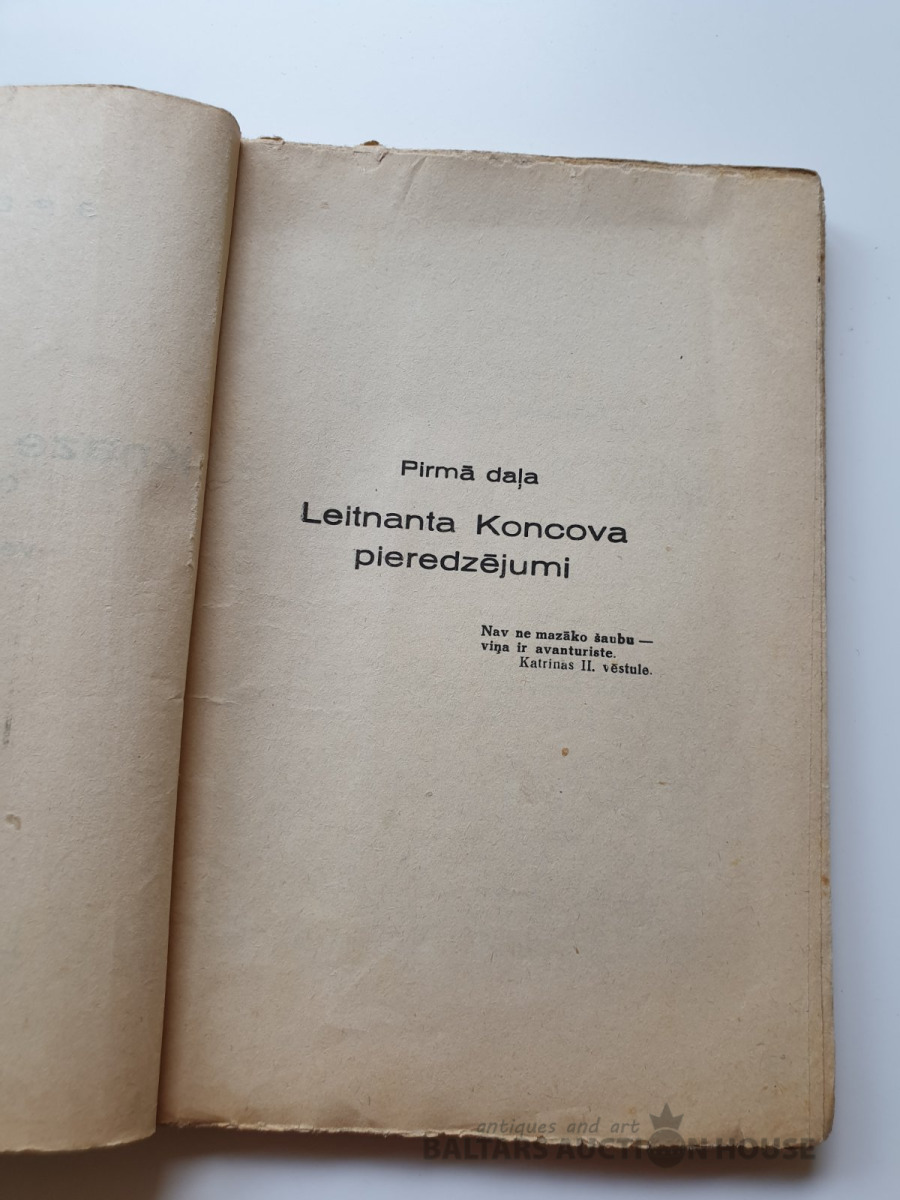 Pirmā daļa
Leitnanta Koncova
pieredzējumi
Nav ne mazāko šaubu —
viņa ir avanturiste.
Katrinas II. vēstule.
antiques and art
BALTARS AUCTION HOUSE